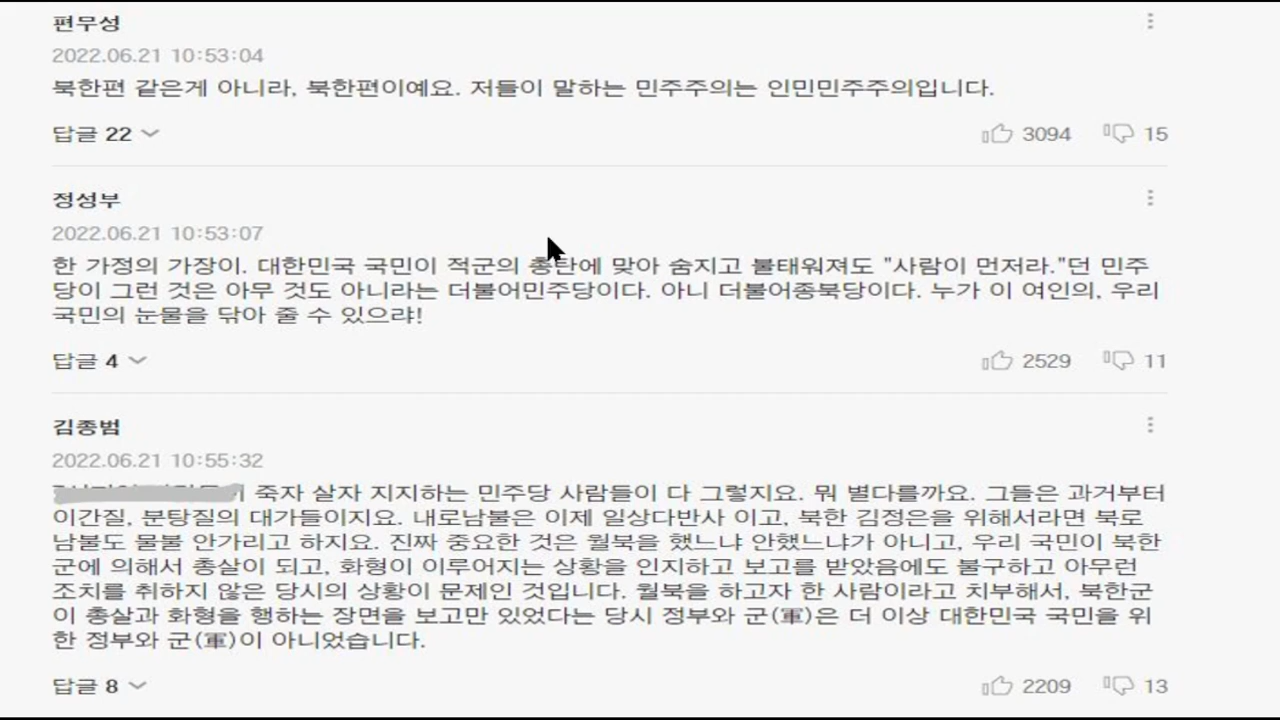 편무성
2022.06.21 10:53:04
북한편 같은게 아니라, 북한편이예요. 저들이 말하는 민주주의는 인민민주주의입니다.
답글 22
3094 15
정성부
2022.06.21 10:53:07
한 가정의 가장이. 대한민국 국민이 적군의 총탄에 맞아 숨지고 불태워져도 "사람이 먼저라."던 민주
당이 그런 것은 아무 것도 아니라는 더불어민주당이다. 아니 더불어종북당이다. 누가 이 여인의, 우리
국민의 눈물을 닦아 줄 수 있으랴!
답글 4
2529 11
김종범
2022.06.21 10:55:32
죽자 살자 지지하는 민주당 사람들이 다 그렇지요. 뭐 별다를까요. 그들은 과거부터
이간질, 분탕질의 대가들이지요. 내로남불은 이제 일상다반사 이고, 북한 김정은을 위해서라면 북로
남불도 물불 안가리고 하지요. 진짜 중요한 것은 월북을 했느냐 안했느냐가 아니고, 우리 국민이 북한
군에 의해서 총살이 되고, 화형이 이루어지는 상황을 인지하고 보고를 받았음에도 불구하고 아무런
조치를 취하지 않은 당시의 상황이 문제인 것입니다. 월북을 하고자 한 사람이라고 치부해서, 북한군
이 총살과 화형을 행하는 장면을 보고만 있었다는 당시 정부와 군(軍)은 더 이상 대한민국 국민을 위
한 정부와 군(軍)이 아니었습니다.
답글 8
2209 13